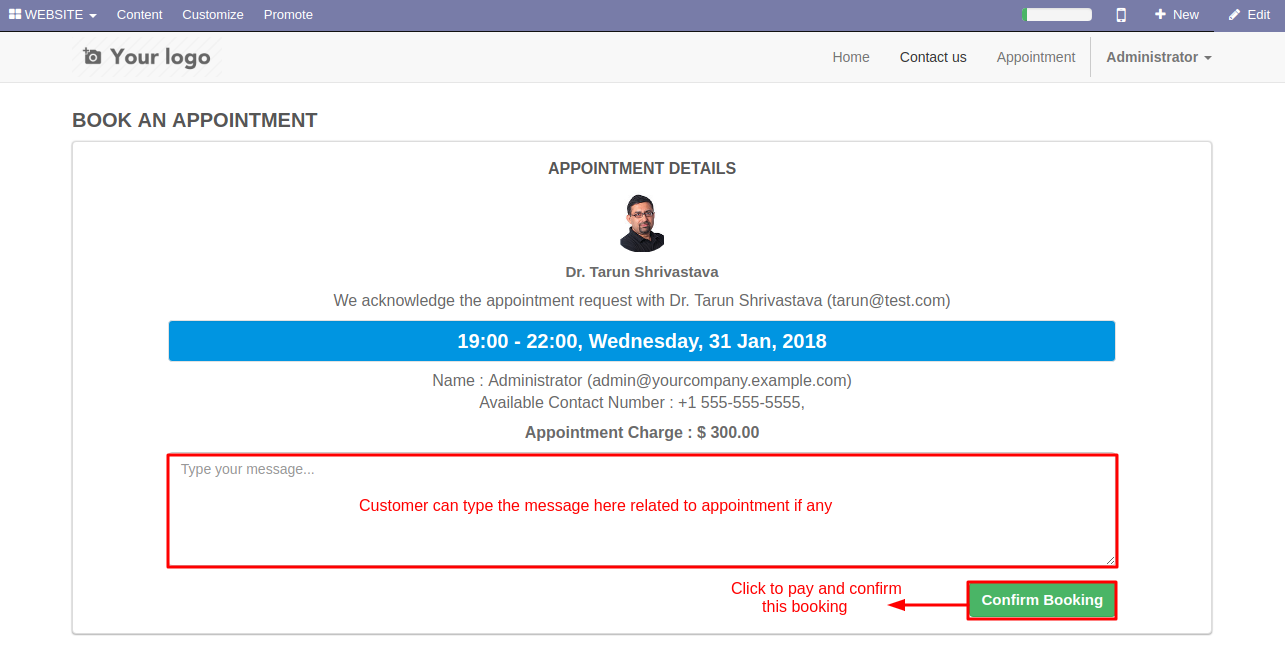 WEBSITE Content Customize Promote New Edit
Your logo Home Contact us Appointment Administrator
BOOK AN APPOINTMENT
APPOINTMENT DETAILS
Dr. Tarun Shrivastava
We acknowledge the appointment request with Dr. Tarun Shrivastava (tarun@test.com)
19:00 - 22:00, Wednesday, 31 Jan, 2018
Name : Administrator (admin@yourcompany.example.com)
Available Contact Number : +1 555-555-5555,
Appointment Charge : $ 300.00
Type your message...
Customer can type the message here related to appointment if any
Click to pay and confirm
this booking
Confirm Booking